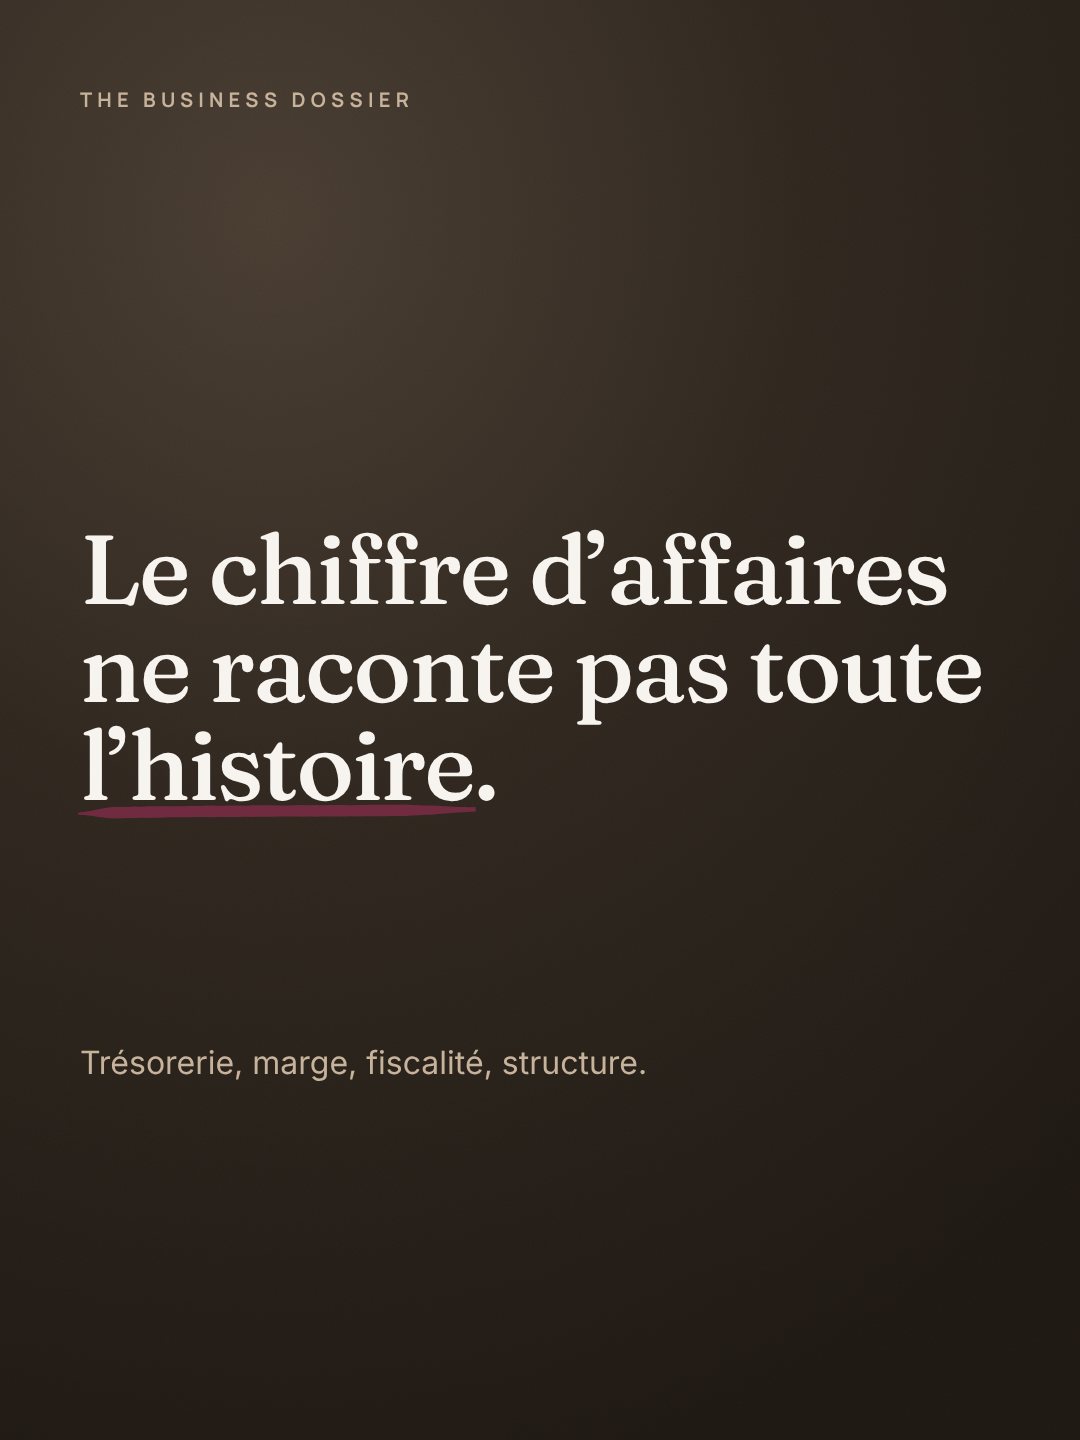 THE BUSINESS DOSSIER
Le chiffre d’affaires
ne raconte pas toute
l’histoire.
Trésorerie, marge, fiscalité, structure.